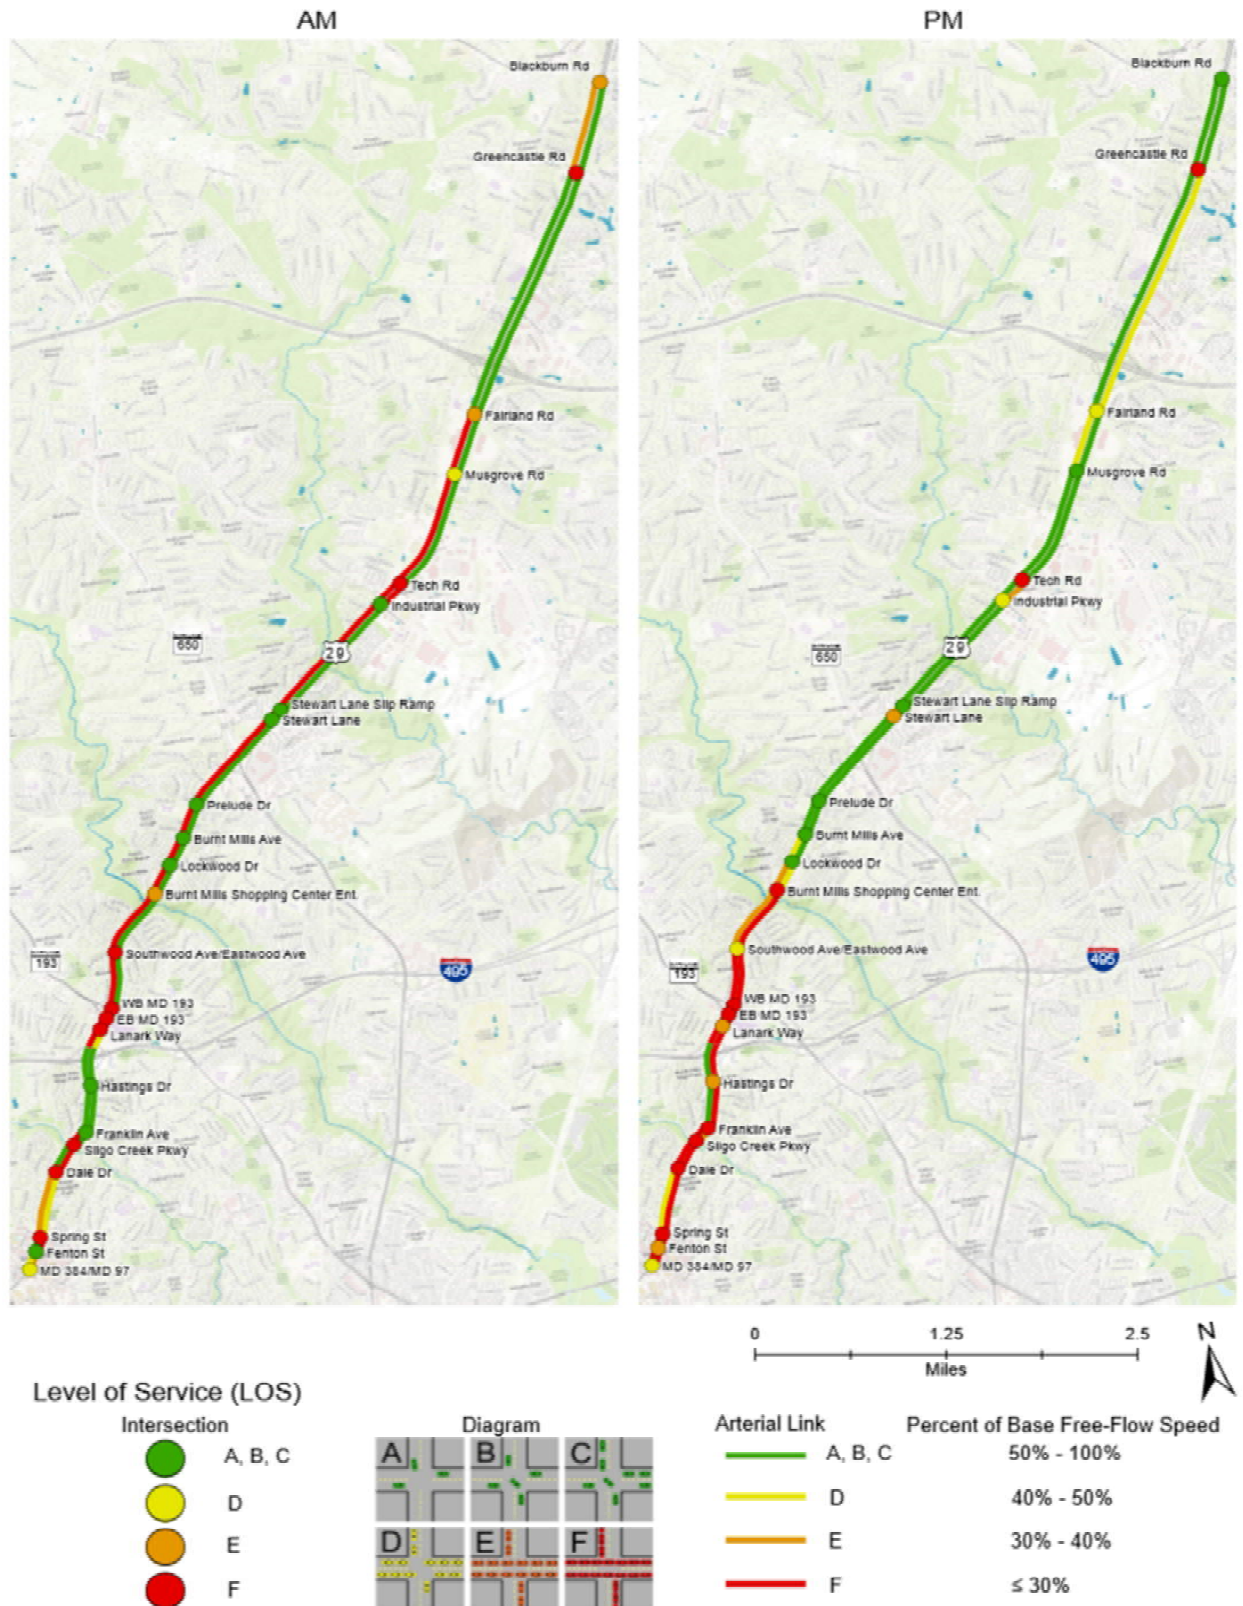 AM
PM
Blackburn Rd
Greencastle Rd
Fairland Rd
Musgrove Rd
Tech Rd
Industrial Pkwy
650
29
Stewart Lane Slip Ramp
Stewart Lane
Prelude Dr
Burnt Mills Ave
Lockwood Dr
Burnt Mills Shopping Center Ent.
Southwood Ave/Eastwood Ave
193
495
WB MD 193
EB MD 193
Lanark Way
Hastings Dr
Franklin Ave
Sligo Creek Pkwy
Dale Dr
Spring St
Fenton St
MD 384/MD 97
Blackburn Rd
Greencastle Rd
Fairland Rd
Musgrove Rd
Tech Rd
Industrial Pkwy
650
29
Stewart Lane Slip Ramp
Stewart Lane
Prelude Dr
Burnt Mills Ave
Lockwood Dr
Burnt Mills Shopping Center Ent.
Southwood Ave/Eastwood Ave
193
495
WB MD 193
EB MD 193
Lanark Way
Hastings Dr
Franklin Ave
Sligo Creek Pkwy
Dale Dr
Spring St
Fenton St
MD 384/MD 97
0 1.25 2.5
Miles
N
Level of Service (LOS)
Intersection
A, B, C
D
E
F
Diagram
A B C
D E F
Arterial Link Percent of Base Free-Flow Speed
A, B, C 50% - 100%
D 40% - 50%
E 30% - 40%
F ≤ 30%